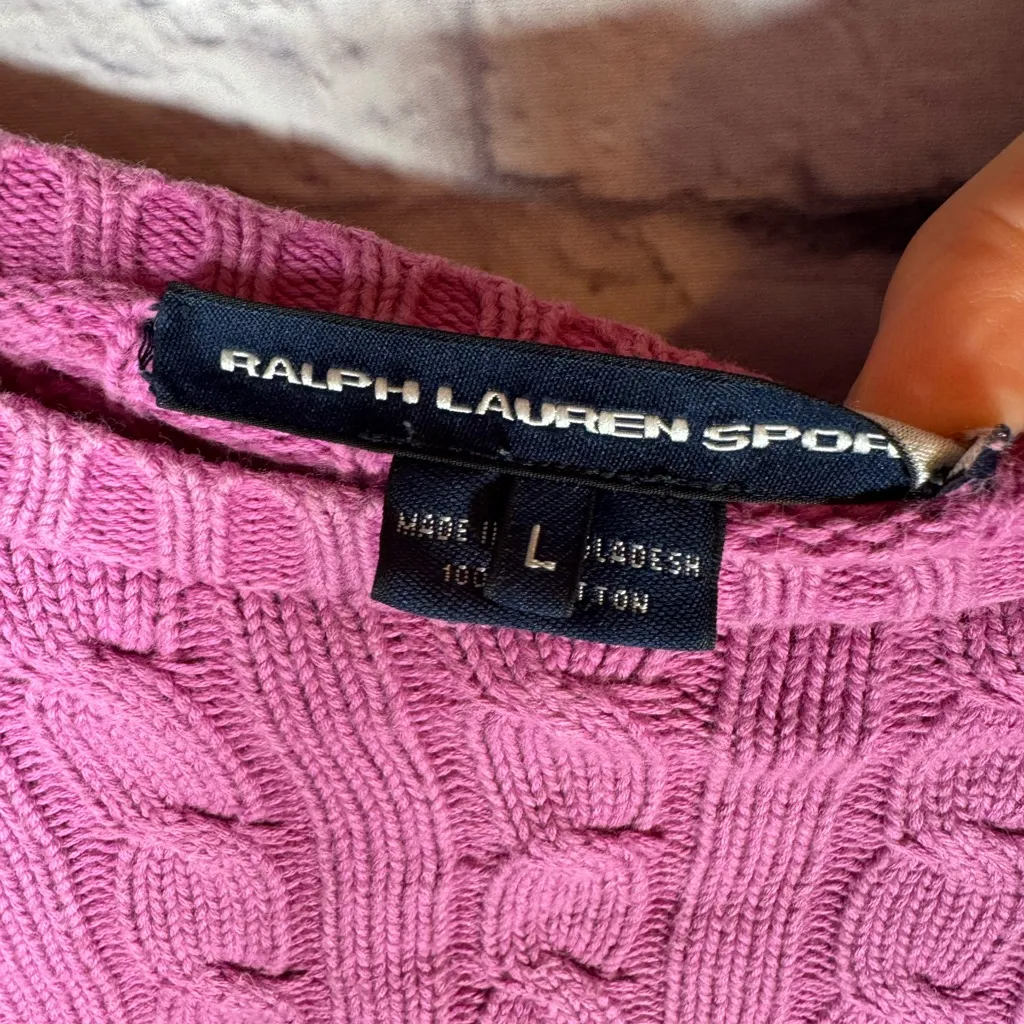 RALPH LAUREN SPOR
MADE I LADESH
L
100 TTON